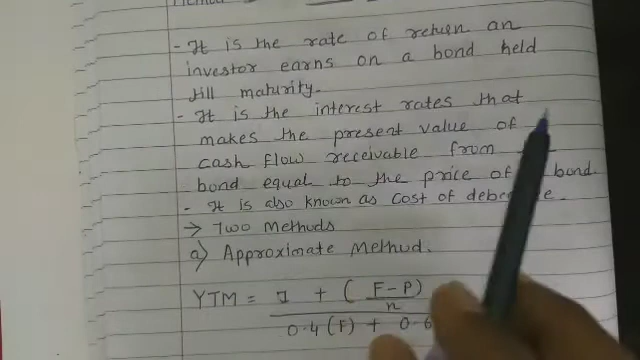 - It is the rate of return an
investor earns on a bond held
till maturity.
- It is the interest rates that
makes the present value of
cash flow receivable from
bond equal to the price of bond.
- It is also known as cost of debe e.
→ Two Methods
a) Approximate Method.
YTM = I + ( F-P )
n
0.4 (F) + 0.6